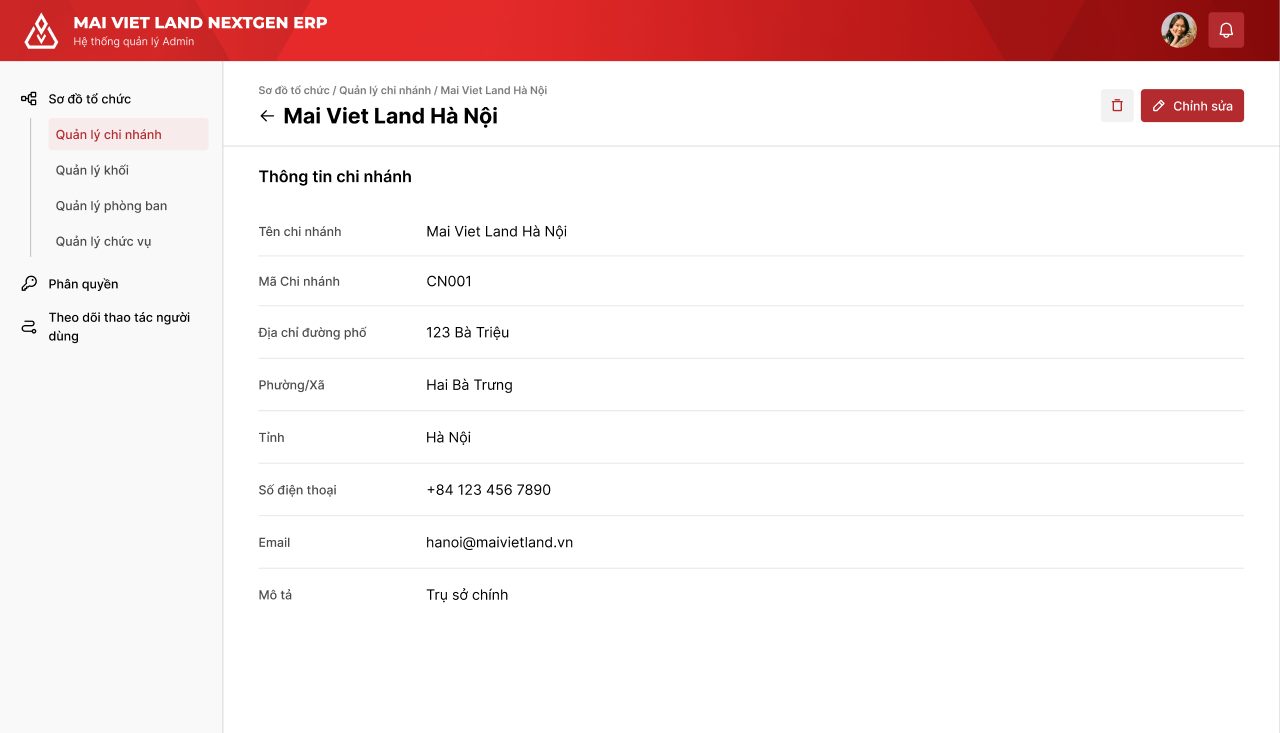 MAI VIET LAND NEXTGEN ERP
Hệ thống quản lý Admin
Sơ đồ tổ chức
Quản lý chi nhánh
Quản lý khối
Quản lý phòng ban
Quản lý chức vụ
Phân quyền
Theo dõi thao tác người
dùng
Sơ đồ tổ chức / Quản lý chi nhánh / Mai Viet Land Hà Nội
Mai Viet Land Hà Nội
Chỉnh sửa
Thông tin chi nhánh
Tên chi nhánh Mai Viet Land Hà Nội
Mã Chi nhánh CN001
Địa chỉ đường phố 123 Bà Triệu
Phường/Xã Hai Bà Trưng
Tỉnh Hà Nội
Số điện thoại +84 123 456 7890
Email hanoi@maivietland.vn
Mô tả Trụ sở chính